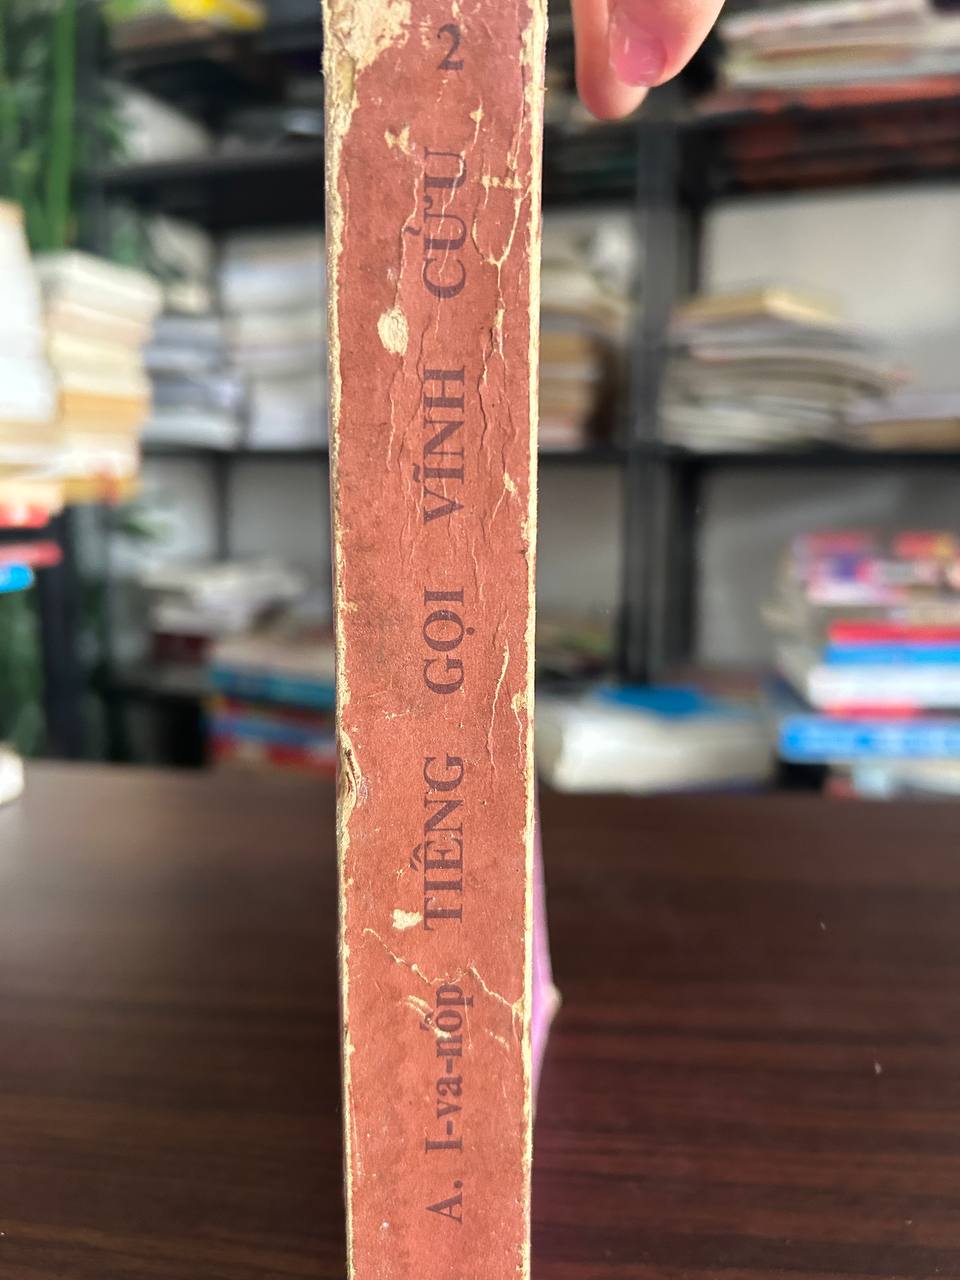 A. I-va-nốp TIẾNG GỌI VĨNH CỬU 2